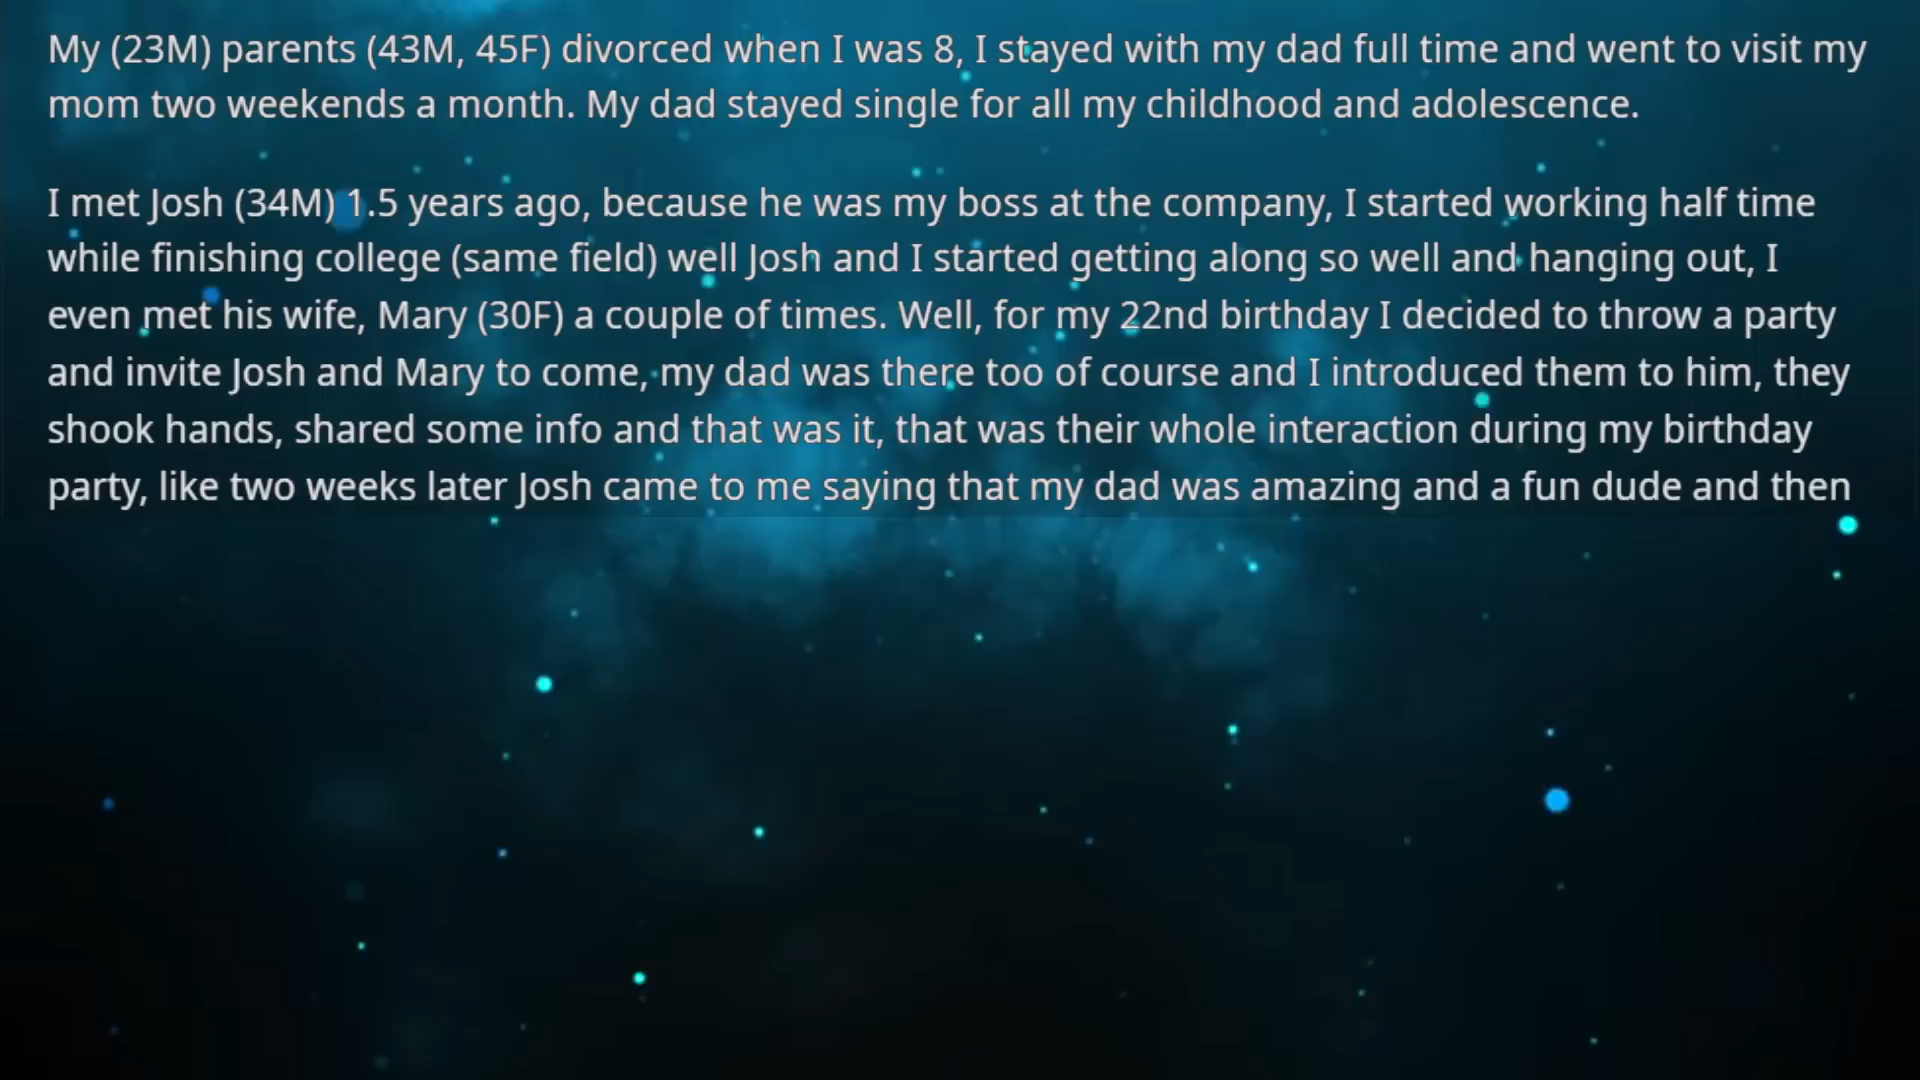 My (23M) parents (43M, 45F) divorced when I was 8, I stayed with my dad full time and went to visit my
mom two weekends a month. My dad stayed single for all my childhood and adolescence.
I met Josh (34M) 1.5 years ago, because he was my boss at the company, I started working half time
while finishing college (same field) well Josh and I started getting along so well and hanging out, I
even met his wife, Mary (30F) a couple of times. Well, for my 22nd birthday I decided to throw a party
and invite Josh and Mary to come, my dad was there too of course and I introduced them to him, they
shook hands, shared some info and that was it, that was their whole interaction during my birthday
party, like two weeks later Josh came to me saying that my dad was amazing and a fun dude and then